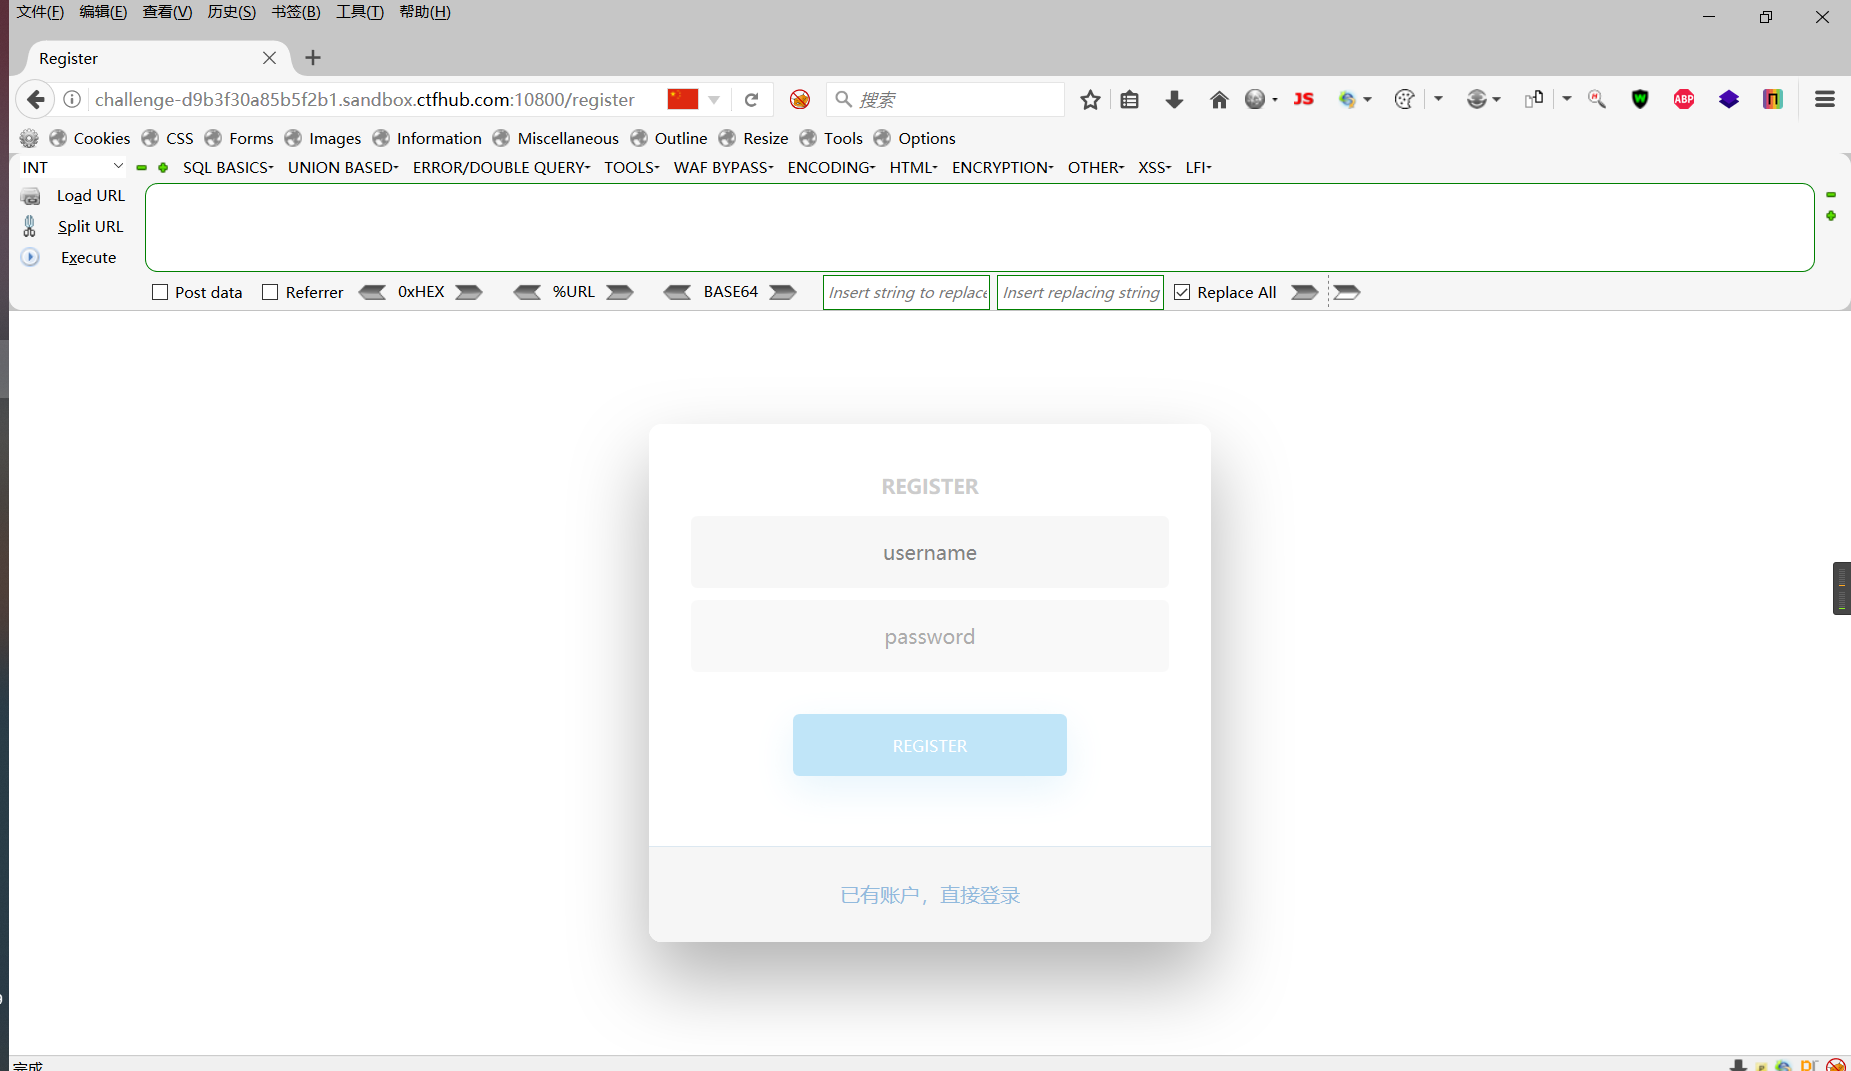 文件(F) 编辑(E) 查看(V) 历史(S) 书签(B) 工具(T) 帮助(H)
Register
challenge-d9b3f30a85b5f2b1.sandbox.ctfhub.com:10800/register 搜索 JS ABP
Cookies CSS Forms Images Information Miscellaneous Outline Resize Tools Options
INT SQL BASICS UNION BASED ERROR/DOUBLE QUERY TOOLS WAF BYPASS ENCODING HTML ENCRYPTION OTHER XSS LFI
Load URL
Split URL
Execute
Post data Referrer 0xHEX %URL BASE64 Insert string to replace Insert replacing string Replace All
REGISTER
username
password
REGISTER
已有账户，直接登录
完成